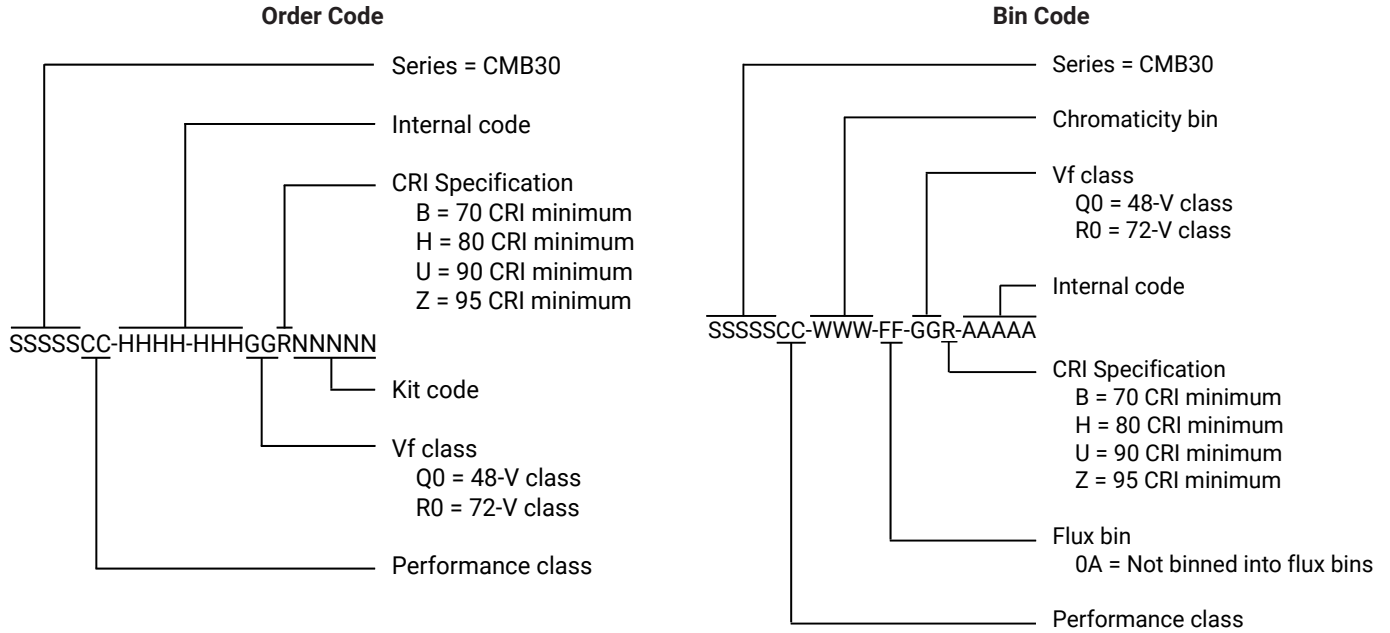 Order Code
Series = CMB30
Internal code
CRI Specification
B = 70 CRI minimum
H = 80 CRI minimum
U = 90 CRI minimum
Z = 95 CRI minimum
SSSSSCC-HHHH-HHHGGRNNNNN
Kit code
Vf class
Q0 = 48-V class
R0 = 72-V class
Performance class
Bin Code
Series = CMB30
Chromaticity bin
Vf class
Q0 = 48-V class
R0 = 72-V class
Internal code
SSSSSCC-WWW-FF-GGR-AAAAA
CRI Specification
B = 70 CRI minimum
H = 80 CRI minimum
U = 90 CRI minimum
Z = 95 CRI minimum
Flux bin
0A = Not binned into flux bins
Performance class